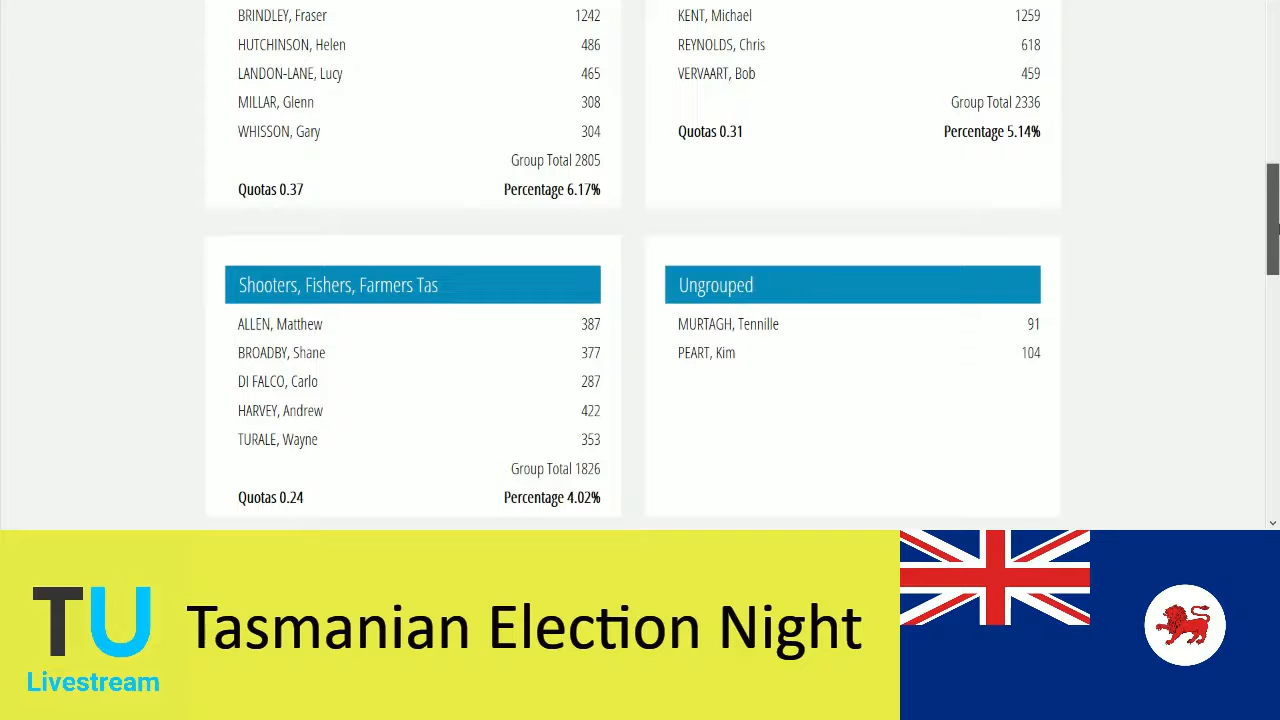 BRINDLEY, Fraser 1242
HUTCHINSON, Helen 486
LANDON-LANE, Lucy 465
MILLAR, Glenn 308
WHISSON, Gary 304
Group Total 2805
Quotas 0.37 Percentage 6.17%
KENT, Michael 1259
REYNOLDS, Chris 618
VERVAART, Bob 459
Group Total 2336
Quotas 0.31 Percentage 5.14%
Shooters, Fishers, Farmers Tas
ALLEN, Matthew 387
BROADBY, Shane 377
DI FALCO, Carlo 287
HARVEY, Andrew 422
TURALE, Wayne 353
Group Total 1826
Quotas 0.24 Percentage 4.02%
Ungrouped
MURTAGH, Tennille 91
PEART, Kim 104
TU
Livestream
Tasmanian Election Night